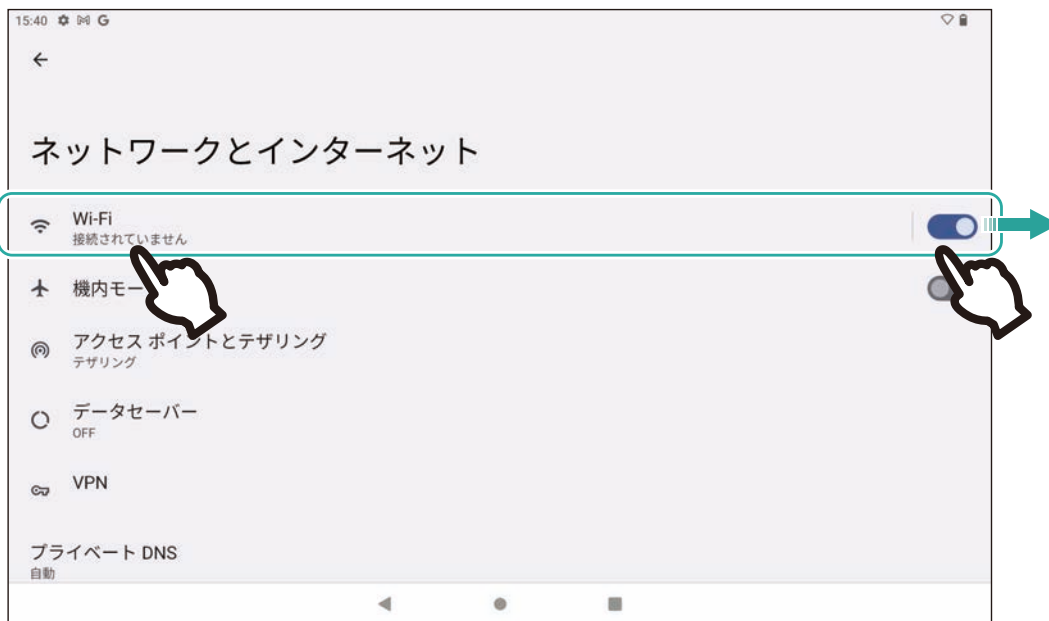 15:40 G
ネットワークとインターネット
Wi-Fi
接続されていません
機内モー
アクセス ポイントとテザリング
テザリング
データセーバー
OFF
VPN
プライベート DNS
自動